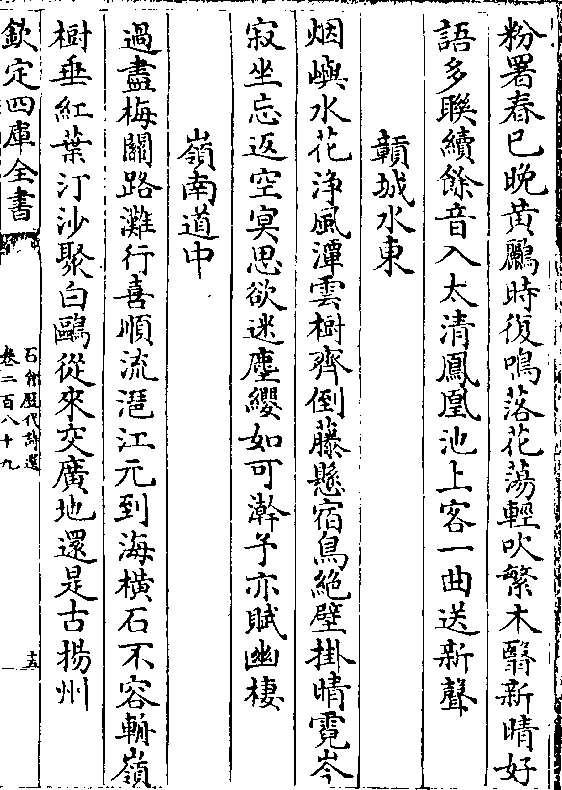 粉署春已晚黄鸝時復鳴落花蕩輕吹繁木翳新晴好
語多聨續餘音入太清鳳凰池上客一曲送新聲
贑城水東
烟嶼水花浄風潭雲樹齊倒藤懸宿鳥絶壁掛晴霓岑
寂坐忘返空冥思欲迷塵纓如可澣予亦賦幽棲
嶺南道中
過盡梅關路灘行喜順流湿江元到海横石不容輈嶺
樹垂紅葉汀沙聚白鷗從來交廣地還是古揚州
欽定四庫全書
石倉歴代詩選
卷二百八十九
十五